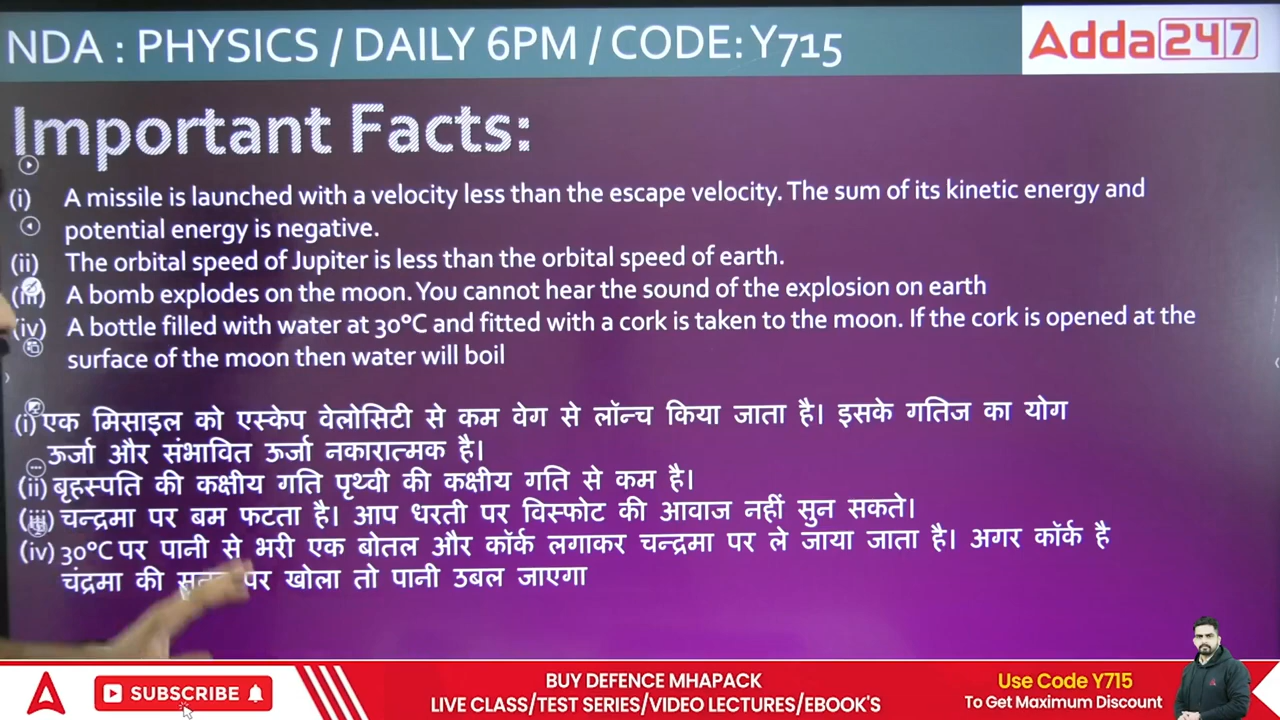 NDA : PHYSICS / DAILY 6PM / CODE: Y715
Adda247
Important Facts:
(i) A missile is launched with a velocity less than the escape velocity. The sum of its kinetic energy and
potential energy is negative.
(ii) The orbital speed of Jupiter is less than the orbital speed of earth.
(iii) A bomb explodes on the moon. You cannot hear the sound of the explosion on earth
(iv) A bottle filled with water at 30°C and fitted with a cork is taken to the moon. If the cork is opened at the
surface of the moon then water will boil
(i) एक मिसाइल को एस्केप वेलोसिटी से कम वेग से लॉन्च किया जाता है। इसके गतिज का योग
ऊर्जा और संभावित ऊर्जा नकारात्मक है।
(ii) बृहस्पति की कक्षीय गति पृथ्वी की कक्षीय गति से कम है।
(iii) चन्द्रमा पर बम फटता है। आप धरती पर विस्फोट की आवाज नहीं सुन सकते।
(iv) 30°C पर पानी से भरी एक बोतल और कॉर्क लगाकर चन्द्रमा पर ले जाया जाता है। अगर कॉर्क है
चंद्रमा की पर खोला तो पानी उबल जाएगा
SUBSCRIBE
BUY DEFENCE MHAPACK
LIVE CLASS/TEST SERIES/VIDEO LECTURES/EBOOK'S
Use Code Y715
To Get Maximum Discount